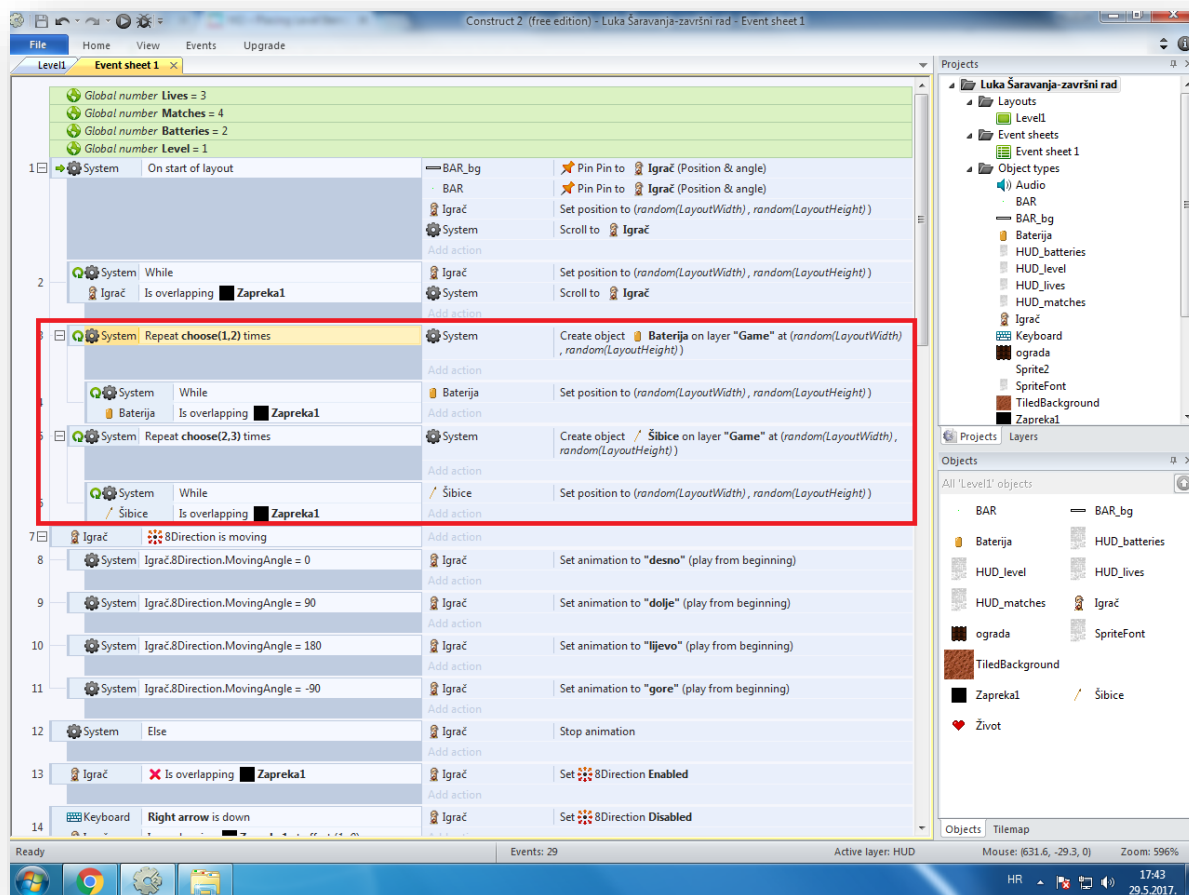 Construct 2 (free edition) - Luka Šaravanja-završni rad - Event sheet 1
File Home View Events Upgrade
Level1 Event sheet 1
Global number Lives = 3
Global number Matches = 4
Global number Batteries = 2
Global number Level = 1
1 System On start of layout BAR_bg Pin Pin to Igrač (Position & angle)
BAR Pin Pin to Igrač (Position & angle)
Igrač Set position to (random(LayoutWidth) , random(LayoutHeight) )
System Scroll to Igrač
Add action
2 System While Igrač Set position to (random(LayoutWidth) , random(LayoutHeight) )
Igrač Is overlapping Zapreka1 System Scroll to Igrač
Add action
3 System Repeat choose(1,2) times System Create object Baterija on layer "Game" at (random(LayoutWidth)
, random(LayoutHeight) )
Add action
System While Baterija Set position to (random(LayoutWidth) , random(LayoutHeight) )
Baterija Is overlapping Zapreka1 Add action
System Repeat choose(2,3) times System Create object Šibice on layer "Game" at (random(LayoutWidth) ,
random(LayoutHeight) )
Add action
System While Šibice Set position to (random(LayoutWidth) , random(LayoutHeight) )
Šibice Is overlapping Zapreka1 Add action
7 Igrač 8Direction is moving Add action
8 System Igrač.8Direction.MovingAngle = 0 Igrač Set animation to "desno" (play from beginning)
Add action
9 System Igrač.8Direction.MovingAngle = 90 Igrač Set animation to "dolje" (play from beginning)
Add action
10 System Igrač.8Direction.MovingAngle = 180 Igrač Set animation to "lijevo" (play from beginning)
Add action
11 System Igrač.8Direction.MovingAngle = -90 Igrač Set animation to "gore" (play from beginning)
Add action
12 System Else Igrač Stop animation
Add action
13 Igrač Is overlapping Zapreka1 Igrač Set 8Direction Enabled
Add action
14 Keyboard Right arrow is down Igrač Set 8Direction Disabled
Projects
Luka Šaravanja-završni rad
Layouts
Level1
Event sheets
Event sheet 1
Object types
Audio
BAR
BAR_bg
Baterija
HUD_batteries
HUD_level
HUD_lives
HUD_matches
Igrač
Keyboard
ograda
Sprite2
SpriteFont
TiledBackground
Zapreka1
Projects Layers
Objects
All 'Level1' objects
BAR BAR_bg
Baterija HUD_batteries
HUD_level HUD_lives
HUD_matches Igrač
ograda SpriteFont
TiledBackground
Zapreka1 Šibice
Život
Objects Tilemap
Ready Events: 29 Active layer: HUD Mouse: (631.6, -29.3, 0) Zoom: 596%
HR 17:43
29.5.2017.